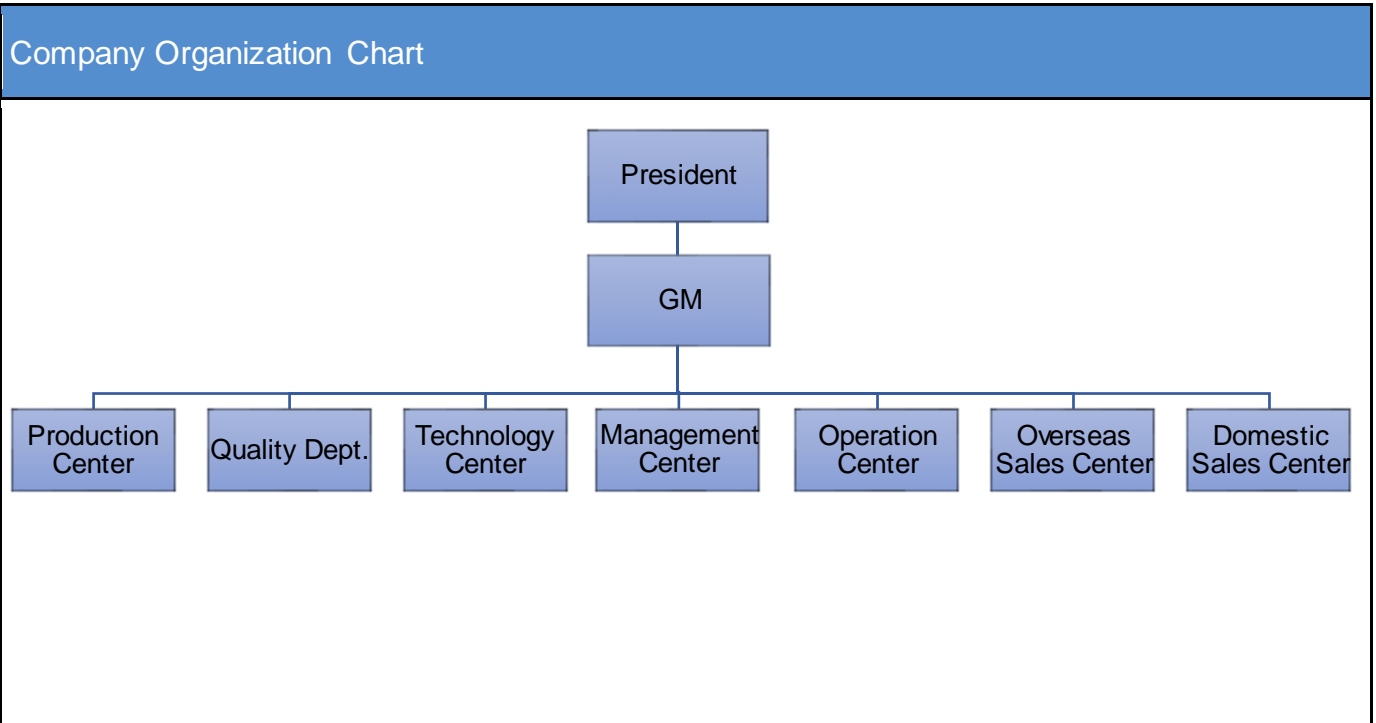 Company Organization Chart
President
GM
Production
Center
Quality Dept.
Technology
Center
Management
Center
Operation
Center
Overseas
Sales Center
Domestic
Sales Center